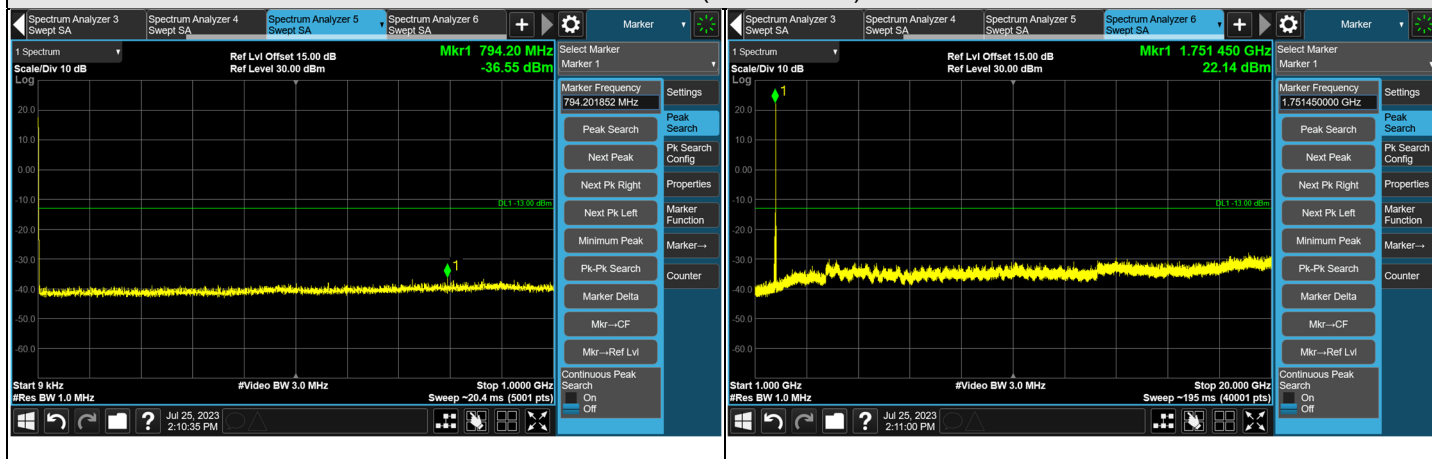 Spectrum Analyzer 3
Swept SA
Spectrum Analyzer 4
Swept SA
Spectrum Analyzer 5
Swept SA
Spectrum Analyzer 6
Swept SA
+
Marker
1 Spectrum
Scale/Div 10 dB
Log
Ref Lvl Offset 15.00 dB
Ref Level 30.00 dBm
Mkr1 794.20 MHz
-36.55 dBm
1
20.0
10.0
0.00
-10.0
-20.0
-30.0
-40.0
-50.0
-60.0
DL1 -13.00 dBm
Start 9 kHz
#Res BW 1.0 MHz
#Video BW 3.0 MHz
Stop 1.0000 GHz
Sweep ~20.4 ms (5001 pts)
Select Marker
Marker 1
Marker Frequency
794.201852 MHz
Peak Search
Next Peak
Next Pk Right
Next Pk Left
Minimum Peak
Pk-Pk Search
Marker Delta
Mkr→CF
Mkr→Ref Lvl
Continuous Peak
Search
On
Off
Settings
Peak
Search
Pk Search
Config
Properties
Marker
Function
Marker→
Counter
?
Jul 25, 2023
2:10:35 PM
Spectrum Analyzer 3
Swept SA
Spectrum Analyzer 4
Swept SA
Spectrum Analyzer 5
Swept SA
Spectrum Analyzer 6
Swept SA
+
Marker
1 Spectrum
Scale/Div 10 dB
Log
Ref Lvl Offset 15.00 dB
Ref Level 30.00 dBm
Mkr1 1.751 450 GHz
22.14 dBm
1
20.0
10.0
0.00
-10.0
-20.0
-30.0
-40.0
-50.0
-60.0
DL1 -13.00 dBm
Start 1.000 GHz
#Res BW 1.0 MHz
#Video BW 3.0 MHz
Stop 20.000 GHz
Sweep ~195 ms (40001 pts)
Select Marker
Marker 1
Marker Frequency
1.751450000 GHz
Peak Search
Next Peak
Next Pk Right
Next Pk Left
Minimum Peak
Pk-Pk Search
Marker Delta
Mkr→CF
Mkr→Ref Lvl
Continuous Peak
Search
On
Off
Settings
Peak
Search
Pk Search
Config
Properties
Marker
Function
Marker→
Counter
?
Jul 25, 2023
2:11:00 PM